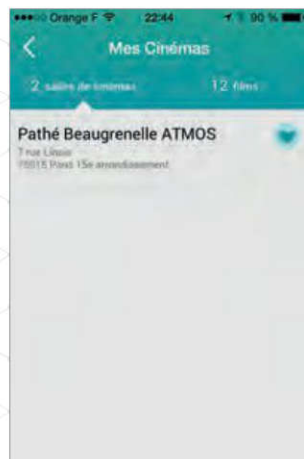 Orange F 22:44 90 %
Mes Cinémas
2 salles de cinémas 12 films
Pathé Beaugrenelle ATMOS
7 rue Linois
75015 Paris 15e arrondissement